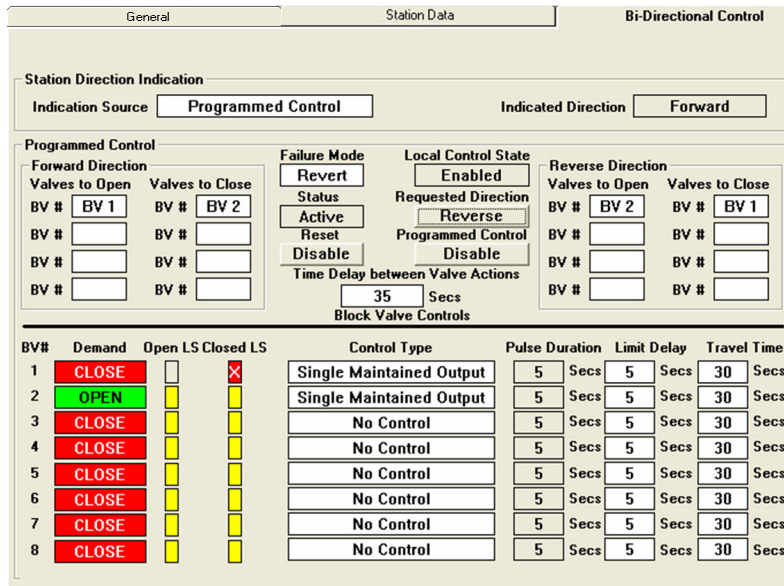 General Station Data Bi-Directional Control
Station Direction Indication
Indication Source Programmed Control Indicated Direction Forward
Programmed Control
Forward Direction
Valves to Open Valves to Close
BV # BV 1 BV # BV 2
BV # BV #
BV # BV #
BV # BV #
Failure Mode Local Control State
Revert Enabled
Status Requested Direction
Active Reverse
Reset Programmed Control
Disable Disable
Time Delay between Valve Actions
35 Secs
Block Valve Controls
Reverse Direction
Valves to Open Valves to Close
BV # BV 2 BV # BV 1
BV # BV #
BV # BV #
BV # BV #
BV# Demand Open LS Closed LS Control Type Pulse Duration Limit Delay Travel Time
1 CLOSE X Single Maintained Output 5 Secs 5 Secs 30 Secs
2 OPEN Single Maintained Output 5 Secs 5 Secs 30 Secs
3 CLOSE No Control 5 Secs 5 Secs 30 Secs
4 CLOSE No Control 5 Secs 5 Secs 30 Secs
5 CLOSE No Control 5 Secs 5 Secs 30 Secs
6 CLOSE No Control 5 Secs 5 Secs 30 Secs
7 CLOSE No Control 5 Secs 5 Secs 30 Secs
8 CLOSE No Control 5 Secs 5 Secs 30 Secs